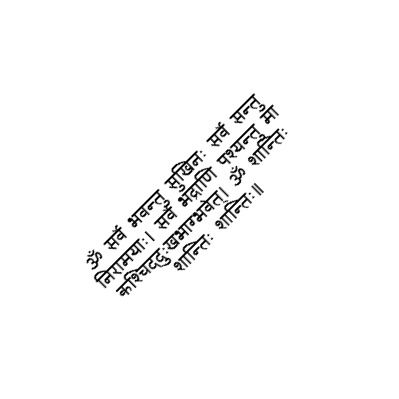 ॐ सर्वे भवन्तु सुखिनः सर्वे सन्तु
निरामयाः। सर्वे भद्राणि पश्यन्तु मा
कश्चिद्दुःखभाग्भवेत्। ॐ शान्तिः
शान्तिः शान्तिः॥